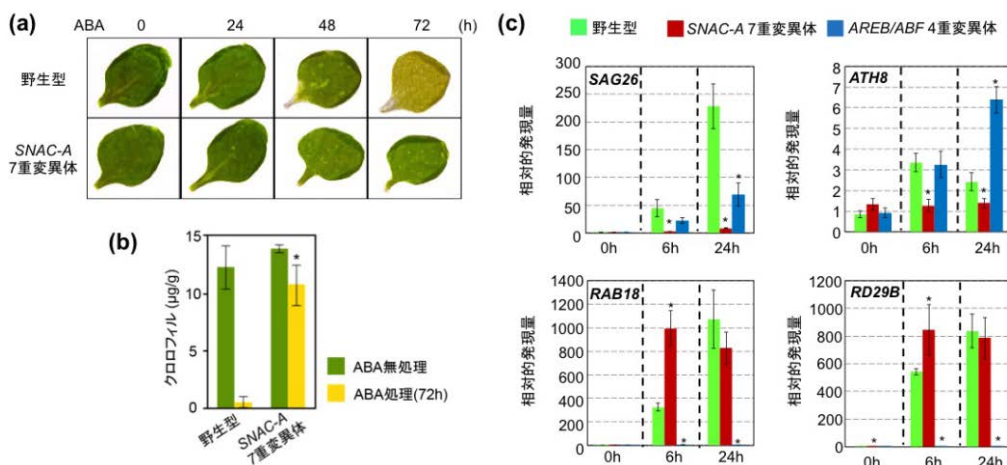 (a)
ABA 0 24 48 72 (h)
野生型
SNAC-A
7重変異体
(b)
クロロフィル (μg/g)
15
10
5
0
野生型
SNAC-A
7重変異体
ABA無処理
ABA処理(72h)
*
(c)
野生型 SNAC-A 7重変異体 AREB/ABF 4重変異体
SAG26
相対的発現量
300
250
200
150
100
50
0
0h 6h 24h
* * *
ATH8
相対的発現量
8
7
6
5
4
3
2
1
0
0h 6h 24h
* * *
RAB18
相対的発現量
1400
1200
1000
800
600
400
200
0
0h 6h 24h
* * *
RD29B
相対的発現量
1200
1000
800
600
400
200
0
0h 6h 24h
* * * *